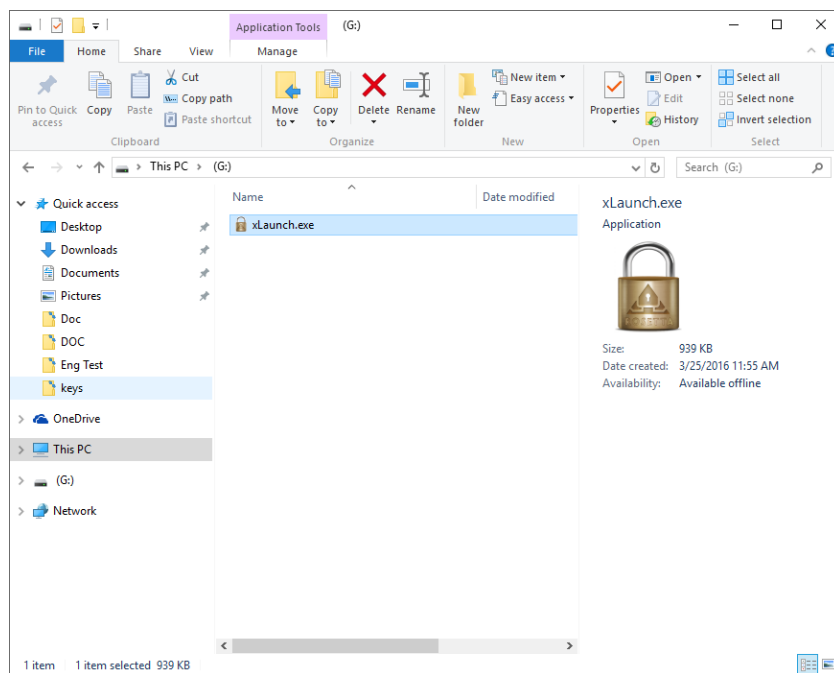 Application Tools
(G:)
File
Home
Share
View
Manage
Pin to Quick access
Copy
Paste
Cut
Copy path
Paste shortcut
Clipboard
Move to
Copy to
Delete
Rename
Organize
New folder
New item
Easy access
New
Properties
Open
Edit
History
Open
Select all
Select none
Invert selection
Select
This PC
(G:)
Search (G:)
Quick access
Desktop
Downloads
Documents
Pictures
Doc
DOC
Eng Test
keys
OneDrive
This PC
(G:)
Network
Name
Date modified
xLaunch.exe
xLaunch.exe
Application
Size: 939 KB
Date created: 3/25/2016 11:55 AM
Availability: Available offline
1 item
1 item selected 939 KB